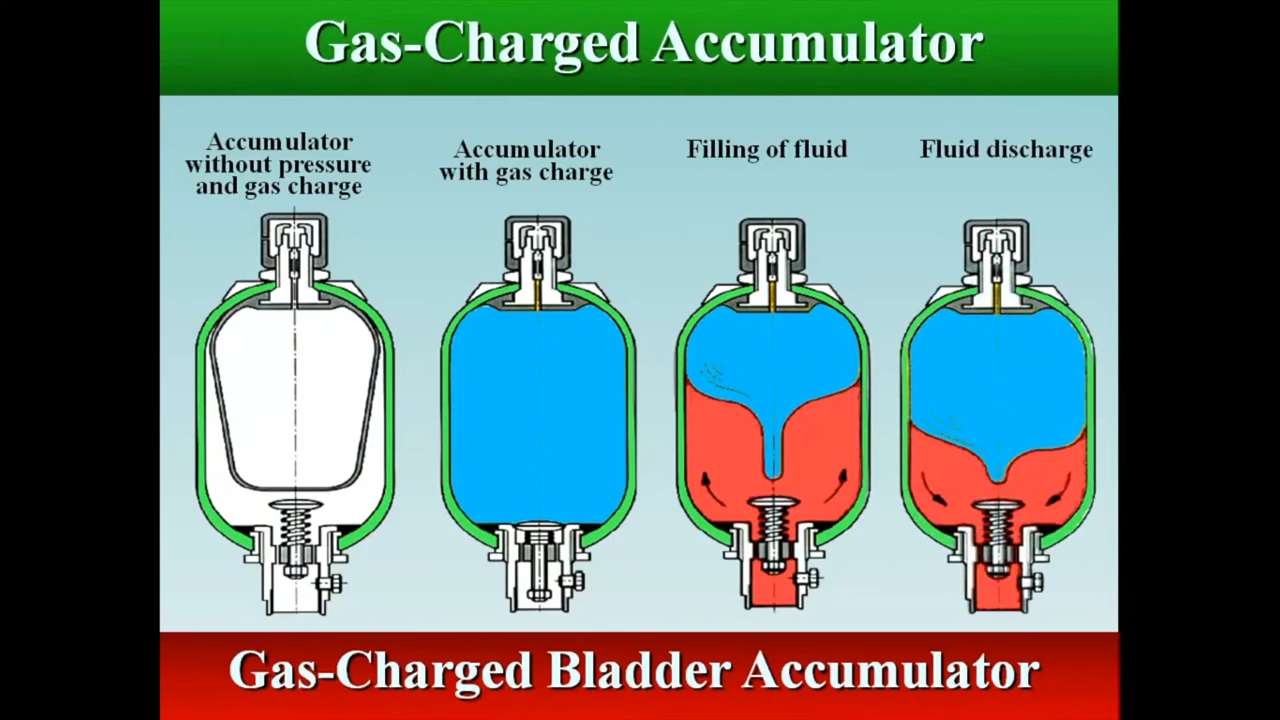 Gas-Charged Accumulator
Accumulator
without pressure
and gas charge
Accumulator
with gas charge
Filling of fluid
Fluid discharge
Gas-Charged Bladder Accumulator